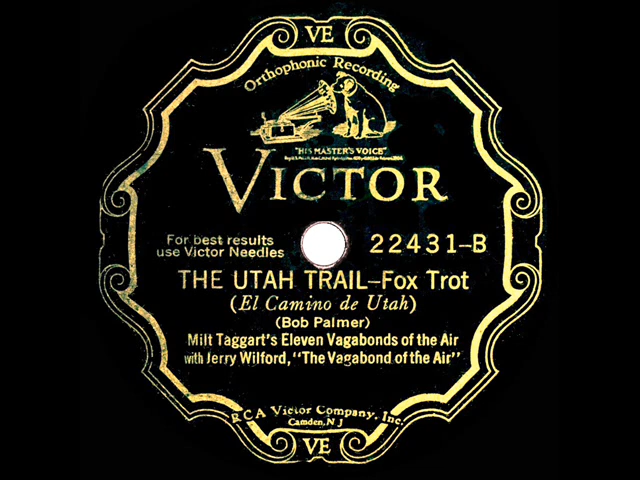 VE
Orthophonic Recording
"HIS MASTER'S VOICE"
VICTOR
For best results
use Victor Needles
22431-B
THE UTAH TRAIL-Fox Trot
(El Camino de Utah)
(Bob Palmer)
Milt Taggart's Eleven Vagabonds of the Air
with Jerry Wilford, "The Vagabond of the Air"
RCA Victor Company, Inc.
Camden, N J
VE